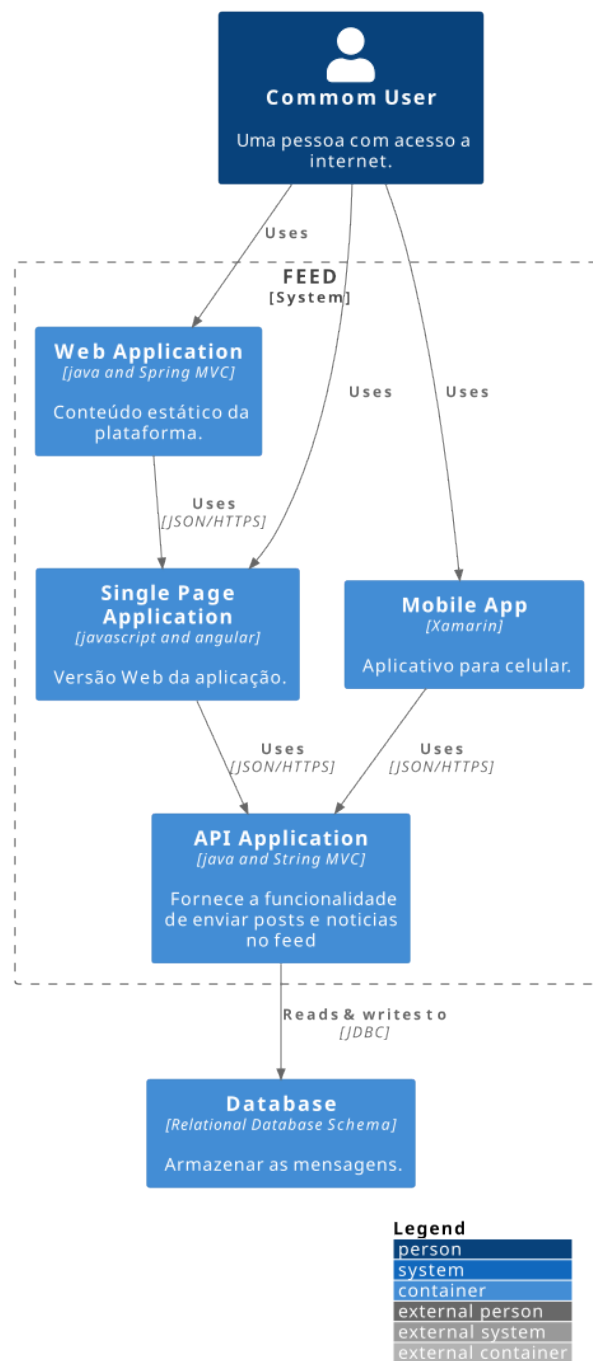 Commom User
Uma pessoa com acesso a
internet.
Uses
FEED
[System]
Web Application
[java and Spring MVC]
Conteúdo estático da
plataforma.
Uses
Uses
Uses
[JSON/HTTPS]
Single Page
Application
[javascript and angular]
Versão Web da aplicação.
Mobile App
[Xamarin]
Aplicativo para celular.
Uses
[JSON/HTTPS]
Uses
[JSON/HTTPS]
API Application
[java and String MVC]
Fornece a funcionalidade
de enviar posts e noticias
no feed
Reads & writes to
[JDBC]
Database
[Relational Database Schema]
Armazenar as mensagens.
Legend
person
system
container
external person
external system
external container